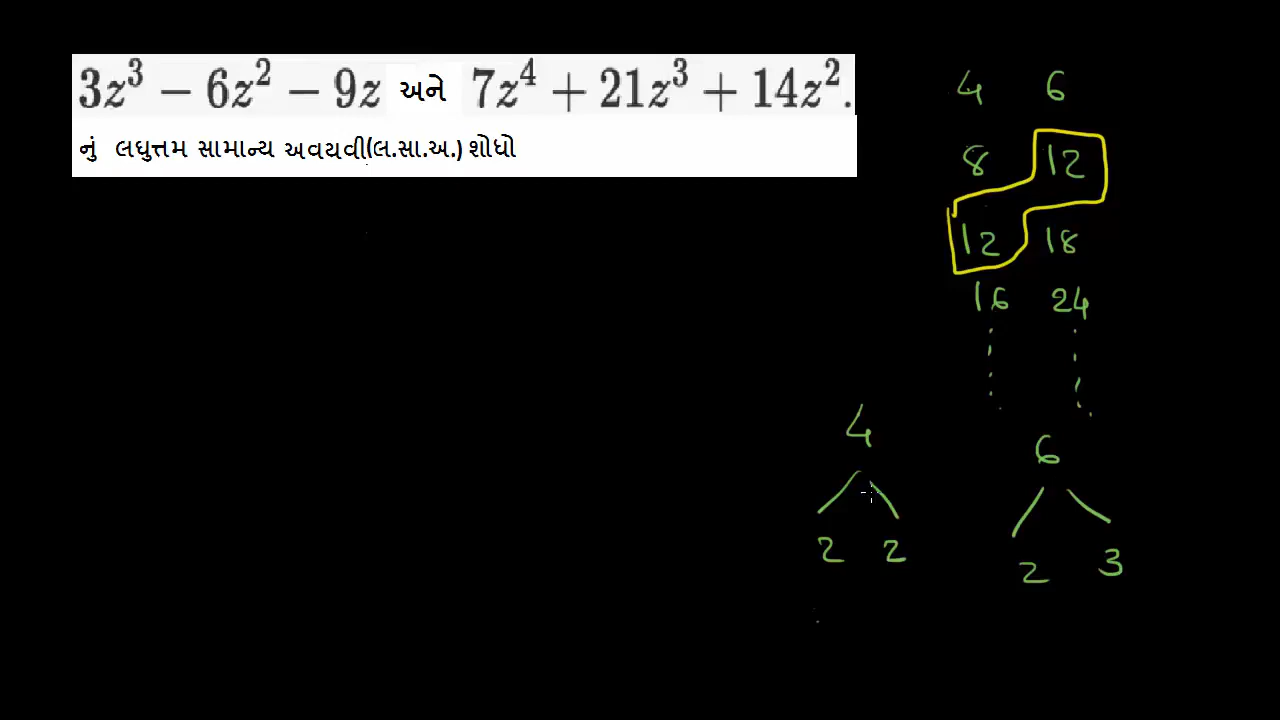 3z³ − 6z² − 9z અને 7z⁴ + 21z³ + 14z².
નું લઘુત્તમ સામાન્ય અવયવી(લ.સા.અ.) શોધો
4 6
8 12
12 18
16 24
4 6
2 2 2 3